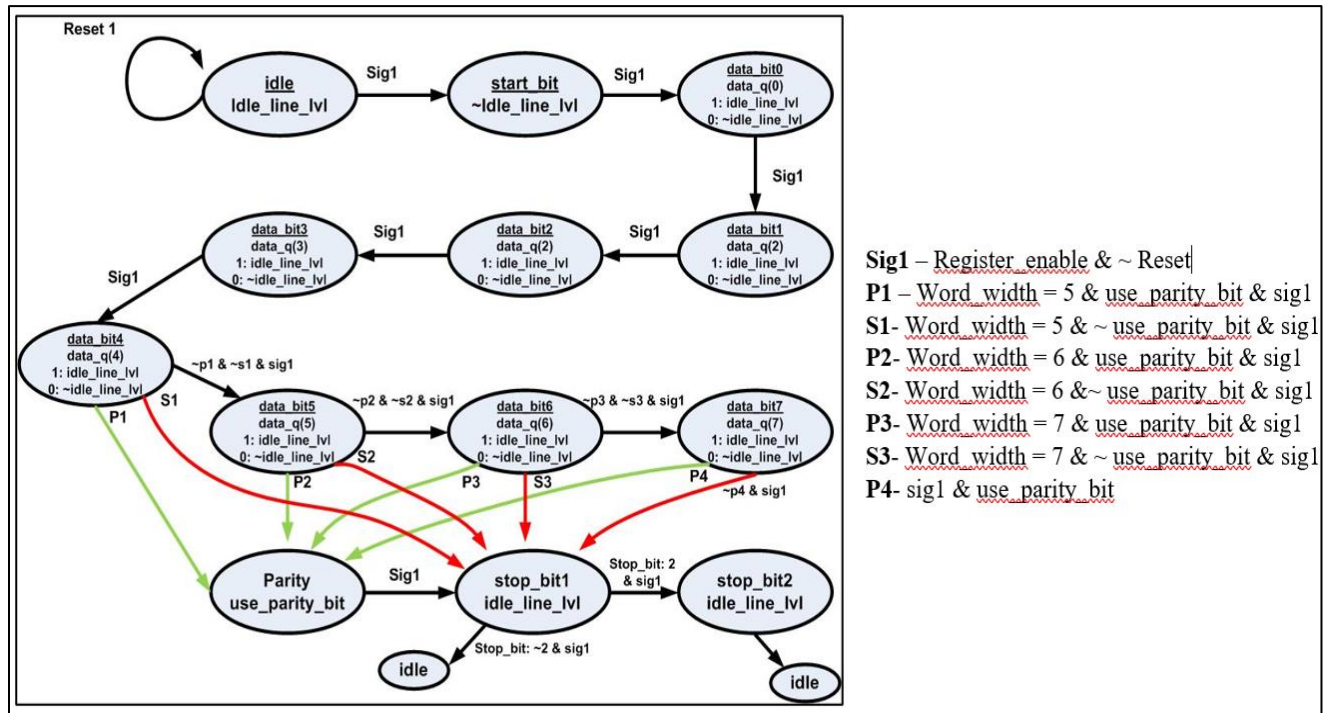 Reset 1
idle
Idle_line_lvl
Sig1
start_bit
~Idle_line_lvl
Sig1
data_bit0
data_q(0)
1: idle_line_lvl
0: ~idle_line_lvl
Sig1
data_bit3
data_q(3)
1: idle_line_lvl
0: ~idle_line_lvl
Sig1
data_bit2
data_q(2)
1: idle_line_lvl
0: ~idle_line_lvl
Sig1
data_bit1
data_q(2)
1: idle_line_lvl
0: ~idle_line_lvl
Sig1
data_bit4
data_q(4)
1: idle_line_lvl
0: ~idle_line_lvl
P1
S1
~p1 & ~s1 & sig1
data_bit5
data_q(5)
1: idle_line_lvl
0: ~idle_line_lvl
P2
S2
~p2 & ~s2 & sig1
data_bit6
data_q(6)
1: idle_line_lvl
0: ~idle_line_lvl
P3
S3
~p3 & ~s3 & sig1
data_bit7
data_q(7)
1: idle_line_lvl
0: ~idle_line_lvl
P4
~p4 & sig1
Parity
use_parity_bit
Sig1
stop_bit1
idle_line_lvl
Stop_bit: 2
& sig1
stop_bit2
idle_line_lvl
Stop_bit: ~2 & sig1
idle
idle
Sig1 – Register_enable & ~ Reset
P1 – Word_width = 5 & use_parity_bit & sig1
S1- Word_width = 5 & ~ use_parity_bit & sig1
P2- Word_width = 6 & use_parity_bit & sig1
S2- Word_width = 6 &~ use_parity_bit & sig1
P3- Word_width = 7 & use_parity_bit & sig1
S3- Word_width = 7 & ~ use_parity_bit & sig1
P4- sig1 & use_parity_bit